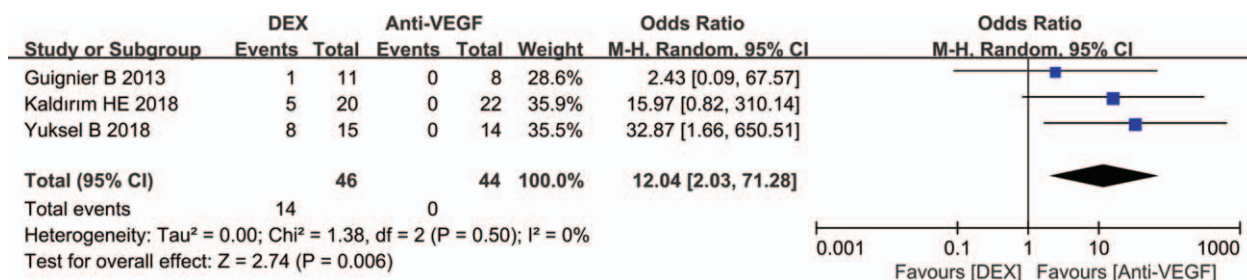 DEX Anti-VEGF Odds Ratio Odds Ratio
Study or Subgroup Events Total Events Total Weight M-H, Random, 95% CI M-H, Random, 95% CI
Guignier B 2013 1 11 0 8 28.6% 2.43 [0.09, 67.57]
Kaldırım HE 2018 5 20 0 22 35.9% 15.97 [0.82, 310.14]
Yuksel B 2018 8 15 0 14 35.5% 32.87 [1.66, 650.51]
Total (95% CI) 46 44 100.0% 12.04 [2.03, 71.28]
Total events 14 0
Heterogeneity: Tau² = 0.00; Chi² = 1.38, df = 2 (P = 0.50); I² = 0%
Test for overall effect: Z = 2.74 (P = 0.006)
0.001 0.1 1 10 1000
Favours [DEX] Favours [Anti-VEGF]